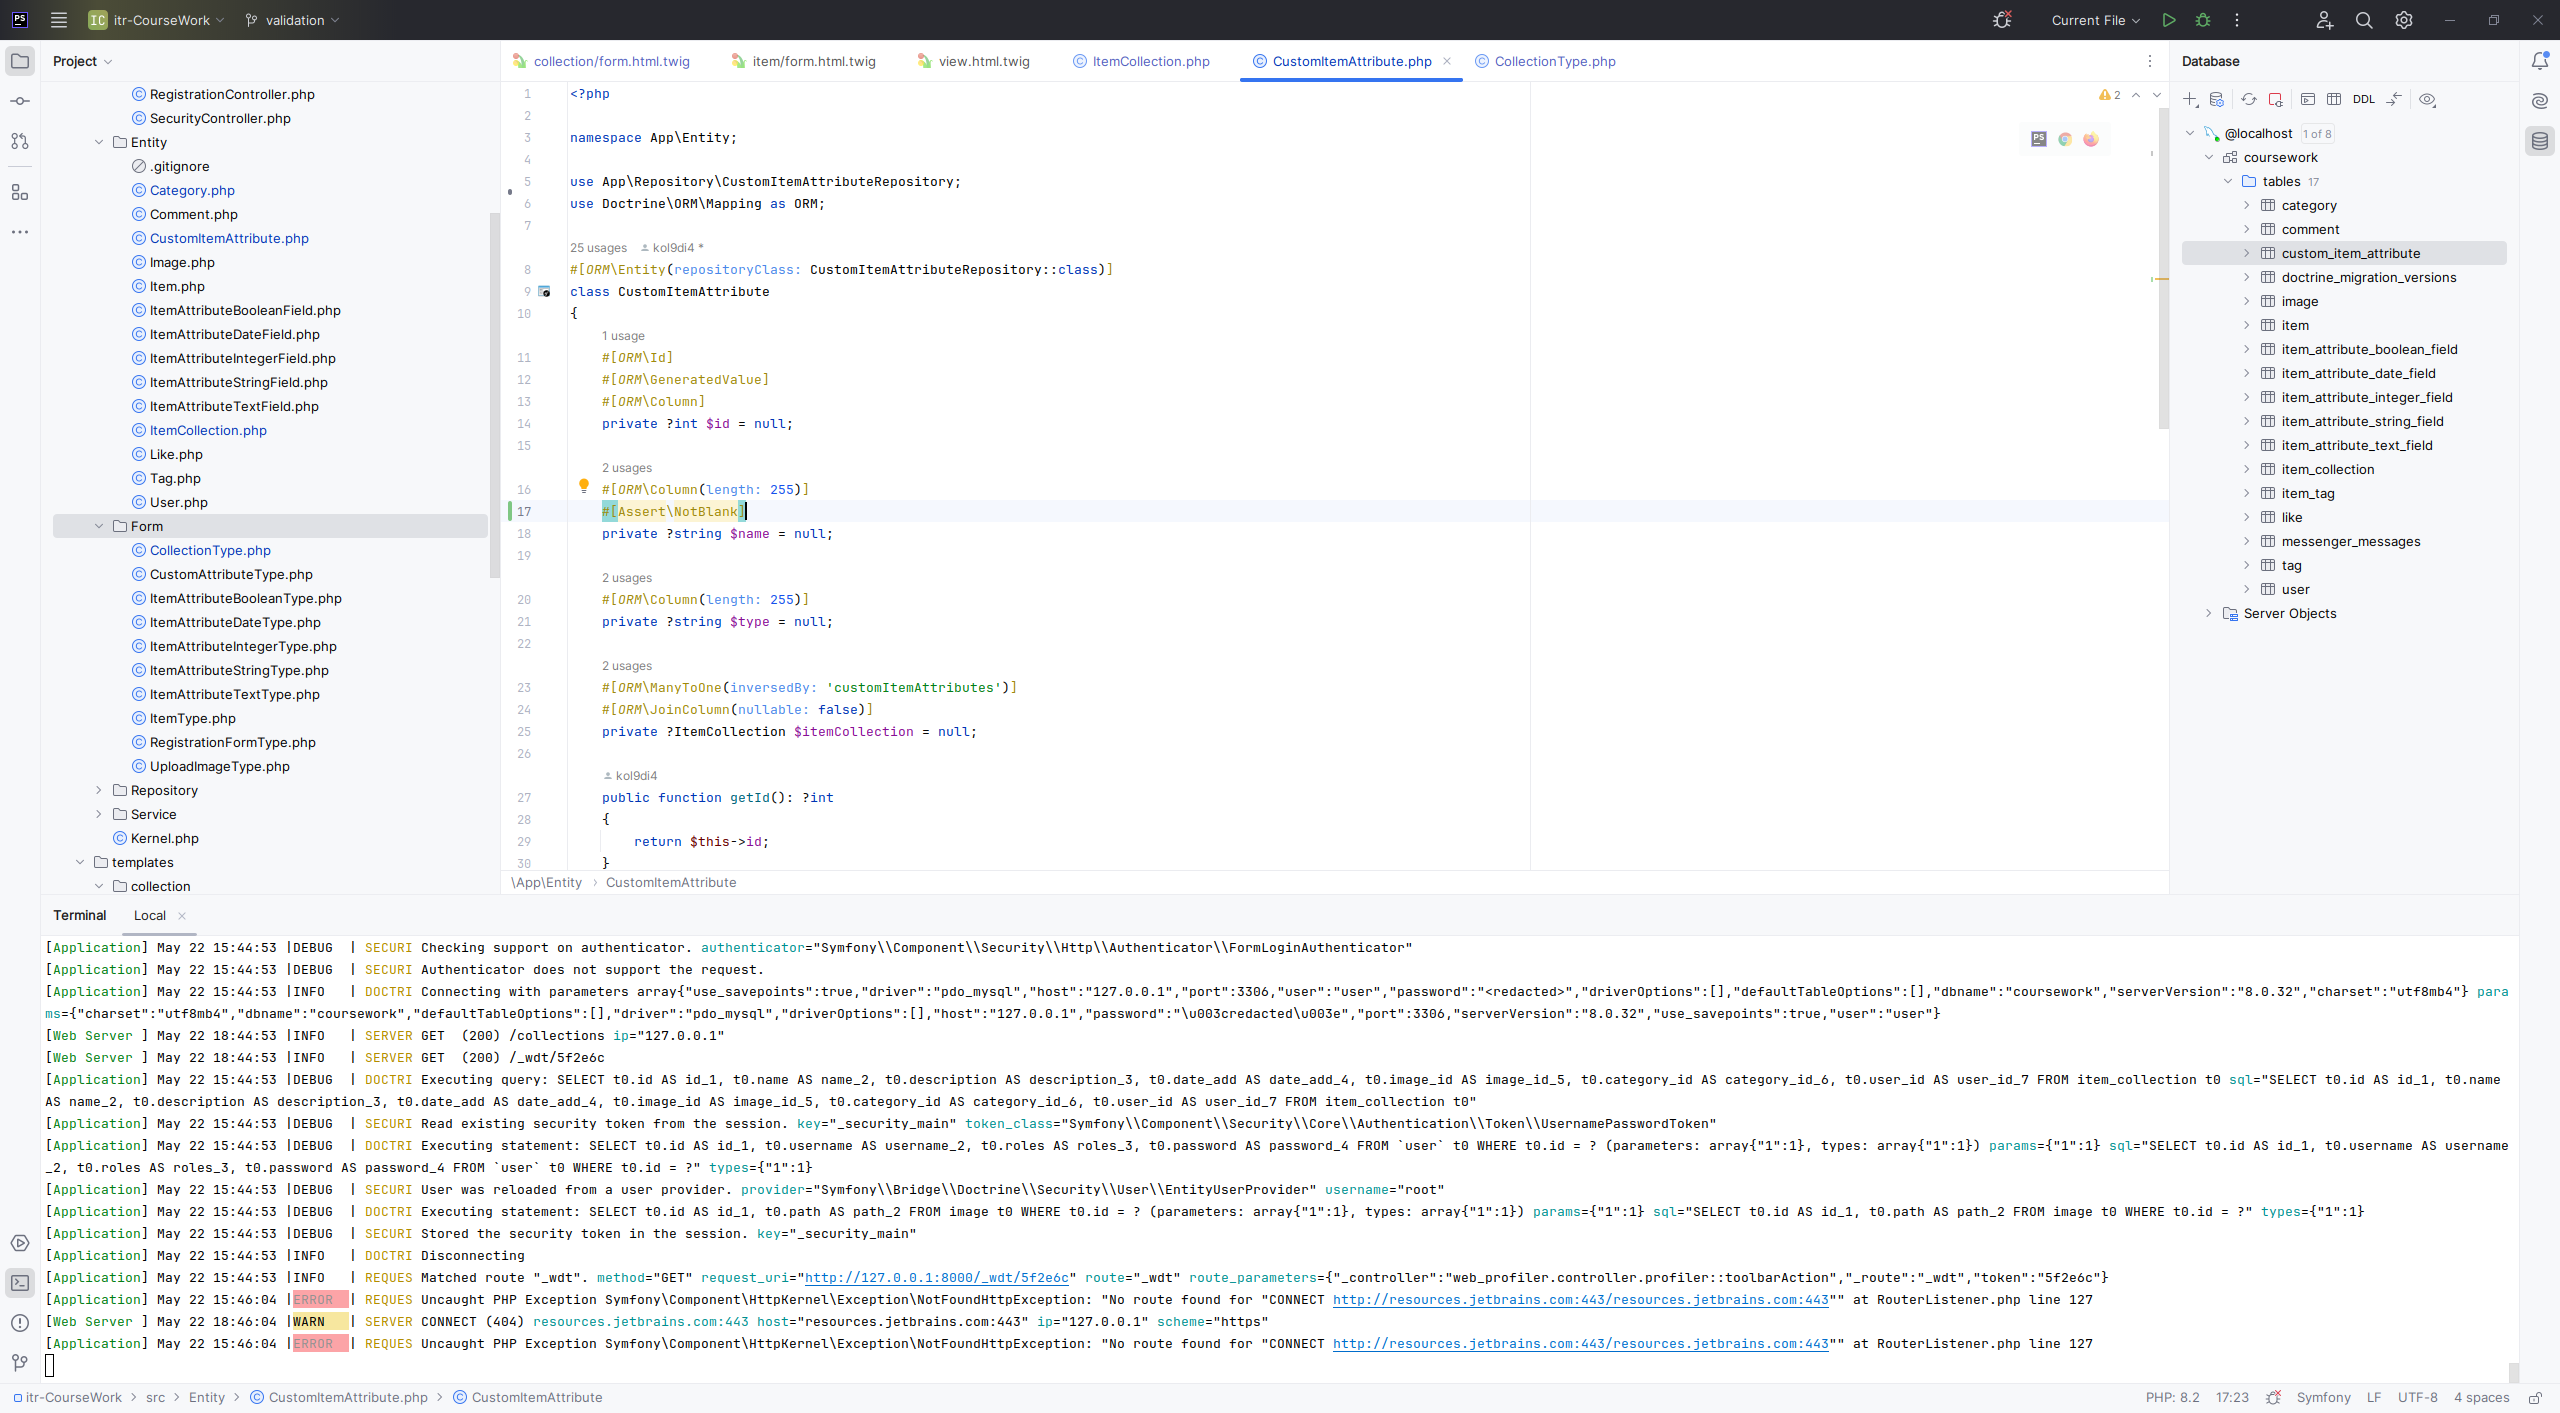 PS
IC itr-CourseWork
validation
Current File
Project
RegistrationController.php
SecurityController.php
Entity
.gitignore
Category.php
Comment.php
CustomItemAttribute.php
Image.php
Item.php
ItemAttributeBooleanField.php
ItemAttributeDateField.php
ItemAttributeIntegerField.php
ItemAttributeStringField.php
ItemAttributeTextField.php
ItemCollection.php
Like.php
Tag.php
User.php
Form
CollectionType.php
CustomAttributeType.php
ItemAttributeBooleanType.php
ItemAttributeDateType.php
ItemAttributeIntegerType.php
ItemAttributeStringType.php
ItemAttributeTextType.php
ItemType.php
RegistrationFormType.php
UploadImageType.php
Repository
Service
Kernel.php
templates
collection
collection/form.html.twig
item/form.html.twig
view.html.twig
ItemCollection.php
CustomItemAttribute.php
CollectionType.php
2
PS
1 <?php
2
3 namespace App\Entity;
4
5 use App\Repository\CustomItemAttributeRepository;
6 use Doctrine\ORM\Mapping as ORM;
7
25 usages kol9di4 *
8 #[ORM\Entity(repositoryClass: CustomItemAttributeRepository::class)]
9 class CustomItemAttribute
10 {
1 usage
11 #[ORM\Id]
12 #[ORM\GeneratedValue]
13 #[ORM\Column]
14 private ?int $id = null;
15
2 usages
16 #[ORM\Column(length: 255)]
17 #[Assert\NotBlank]
18 private ?string $name = null;
19
2 usages
20 #[ORM\Column(length: 255)]
21 private ?string $type = null;
22
2 usages
23 #[ORM\ManyToOne(inversedBy: 'customItemAttributes')]
24 #[ORM\JoinColumn(nullable: false)]
25 private ?ItemCollection $itemCollection = null;
26
kol9di4
27 public function getId(): ?int
28 {
29 return $this->id;
30 }
\App\Entity > CustomItemAttribute
Database
DDL
@localhost 1 of 8
coursework
tables 17
category
comment
custom_item_attribute
doctrine_migration_versions
image
item
item_attribute_boolean_field
item_attribute_date_field
item_attribute_integer_field
item_attribute_string_field
item_attribute_text_field
item_collection
item_tag
like
messenger_messages
tag
user
Server Objects
Terminal Local
[Application] May 22 15:44:53 |DEBUG | SECURI Checking support on authenticator. authenticator="Symfony\\Component\\Security\\Http\\Authenticator\\FormLoginAuthenticator"
[Application] May 22 15:44:53 |DEBUG | SECURI Authenticator does not support the request.
[Application] May 22 15:44:53 |INFO | DOCTRI Connecting with parameters array{"use_savepoints":true,"driver":"pdo_mysql","host":"127.0.0.1","port":3306,"user":"user","password":"<redacted>","driverOptions":[],"defaultTableOptions":[],"dbname":"coursework","serverVersion":"8.0.32","charset":"utf8mb4"} para
ms={"charset":"utf8mb4","dbname":"coursework","defaultTableOptions":[],"driver":"pdo_mysql","driverOptions":[],"host":"127.0.0.1","password":"\u003credacted\u003e","port":3306,"serverVersion":"8.0.32","use_savepoints":true,"user":"user"}
[Web Server ] May 22 18:44:53 |INFO | SERVER GET (200) /collections ip="127.0.0.1"
[Web Server ] May 22 18:44:53 |INFO | SERVER GET (200) /_wdt/5f2e6c
[Application] May 22 15:44:53 |DEBUG | DOCTRI Executing query: SELECT t0.id AS id_1, t0.name AS name_2, t0.description AS description_3, t0.date_add AS date_add_4, t0.image_id AS image_id_5, t0.category_id AS category_id_6, t0.user_id AS user_id_7 FROM item_collection t0 sql="SELECT t0.id AS id_1, t0.name
AS name_2, t0.description AS description_3, t0.date_add AS date_add_4, t0.image_id AS image_id_5, t0.category_id AS category_id_6, t0.user_id AS user_id_7 FROM item_collection t0"
[Application] May 22 15:44:53 |DEBUG | SECURI Read existing security token from the session. key="_security_main" token_class="Symfony\\Component\\Security\\Core\\Authentication\\Token\\UsernamePasswordToken"
[Application] May 22 15:44:53 |DEBUG | DOCTRI Executing statement: SELECT t0.id AS id_1, t0.username AS username_2, t0.roles AS roles_3, t0.password AS password_4 FROM `user` t0 WHERE t0.id = ? (parameters: array{"1":1}, types: array{"1":1}) params={"1":1} sql="SELECT t0.id AS id_1, t0.username AS username
_2, t0.roles AS roles_3, t0.password AS password_4 FROM `user` t0 WHERE t0.id = ?" types={"1":1}
[Application] May 22 15:44:53 |DEBUG | SECURI User was reloaded from a user provider. provider="Symfony\\Bridge\\Doctrine\\Security\\User\\EntityUserProvider" username="root"
[Application] May 22 15:44:53 |DEBUG | DOCTRI Executing statement: SELECT t0.id AS id_1, t0.path AS path_2 FROM image t0 WHERE t0.id = ? (parameters: array{"1":1}, types: array{"1":1}) params={"1":1} sql="SELECT t0.id AS id_1, t0.path AS path_2 FROM image t0 WHERE t0.id = ?" types={"1":1}
[Application] May 22 15:44:53 |DEBUG | SECURI Stored the security token in the session. key="_security_main"
[Application] May 22 15:44:53 |INFO | DOCTRI Disconnecting
[Application] May 22 15:44:53 |INFO | REQUES Matched route "_wdt". method="GET" request_uri="http://127.0.0.1:8000/_wdt/5f2e6c" route="_wdt" route_parameters={"_controller":"web_profiler.controller.profiler::toolbarAction","_route":"_wdt","token":"5f2e6c"}
[Application] May 22 15:46:04 |ERROR | REQUES Uncaught PHP Exception Symfony\Component\HttpKernel\Exception\NotFoundHttpException: "No route found for "CONNECT http://resources.jetbrains.com:443/resources.jetbrains.com:443"" at RouterListener.php line 127
[Web Server ] May 22 18:46:04 |WARN | SERVER CONNECT (404) resources.jetbrains.com:443 host="resources.jetbrains.com:443" ip="127.0.0.1" scheme="https"
[Application] May 22 15:46:04 |ERROR | REQUES Uncaught PHP Exception Symfony\Component\HttpKernel\Exception\NotFoundHttpException: "No route found for "CONNECT http://resources.jetbrains.com:443/resources.jetbrains.com:443"" at RouterListener.php line 127
itr-CourseWork > src > Entity > CustomItemAttribute.php > CustomItemAttribute
PHP: 8.2 17:23 Symfony LF UTF-8 4 spaces